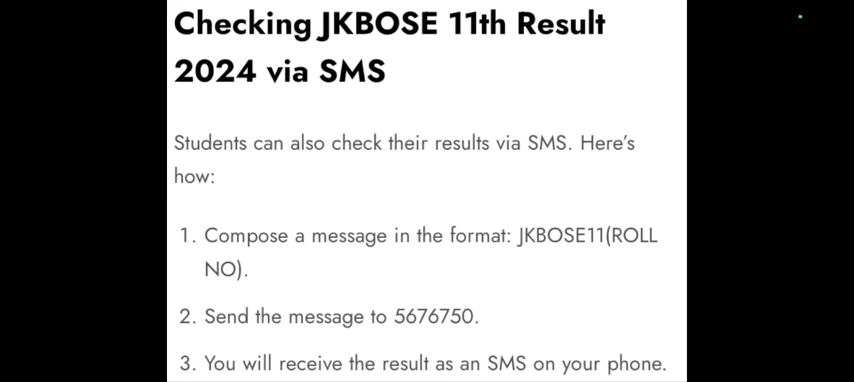 Checking JKBOSE 11th Result
2024 via SMS
Students can also check their results via SMS. Here's
how:
1. Compose a message in the format: JKBOSE11(ROLL
NO).
2. Send the message to 5676750.
3. You will receive the result as an SMS on your phone.